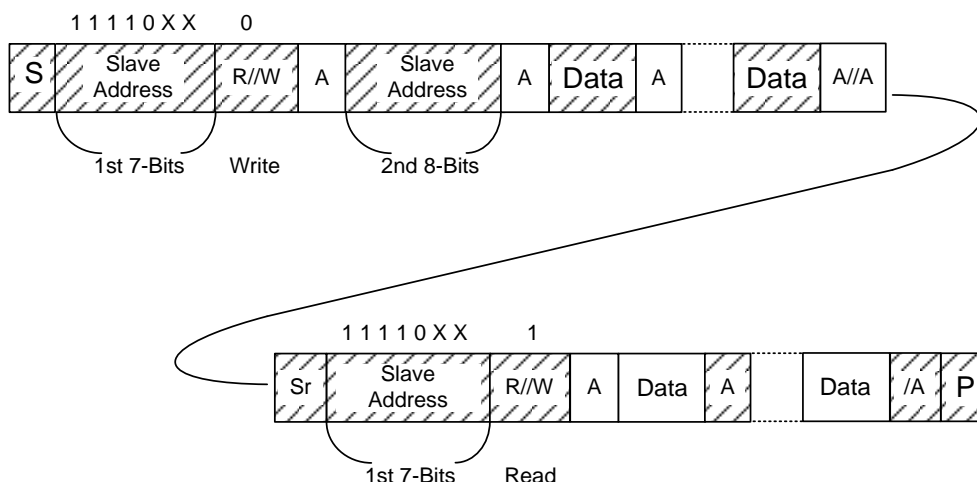 1 1 1 1 0 X X 0
S Slave Address R//W A Slave Address A Data A Data A//A
1st 7-Bits Write 2nd 8-Bits
1 1 1 1 0 X X 1
Sr Slave Address R//W A Data A Data /A P
1st 7-Bits Read